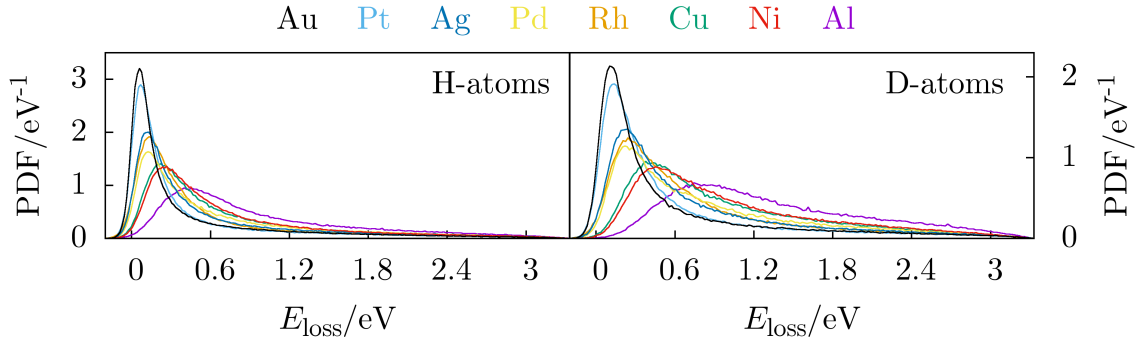 Au Pt Ag Pd Rh Cu Ni Al
H-atoms D-atoms
PDF/eV⁻¹
3
2
1
0
2
1
0
PDF/eV⁻¹
0 0.6 1.2 1.8 2.4 3 0 0.6 1.2 1.8 2.4 3
E_loss/eV E_loss/eV